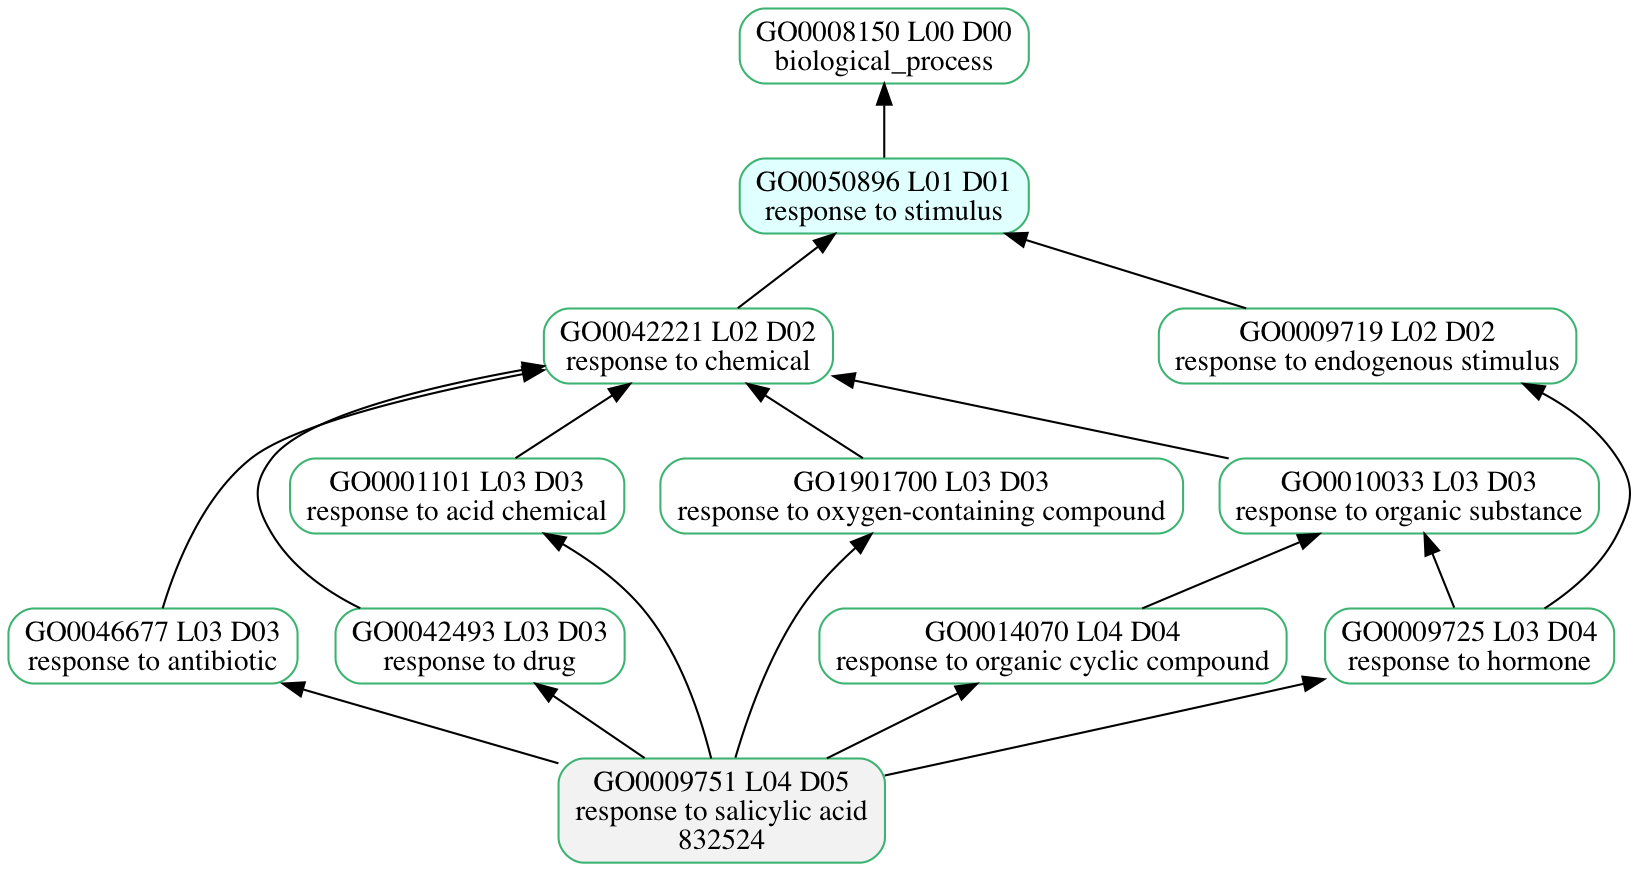 GO0008150 L00 D00
biological_process
GO0050896 L01 D01
response to stimulus
GO0042221 L02 D02
response to chemical
GO0009719 L02 D02
response to endogenous stimulus
GO0001101 L03 D03
response to acid chemical
GO1901700 L03 D03
response to oxygen-containing compound
GO0010033 L03 D03
response to organic substance
GO0046677 L03 D03
response to antibiotic
GO0042493 L03 D03
response to drug
GO0014070 L04 D04
response to organic cyclic compound
GO0009725 L03 D04
response to hormone
GO0009751 L04 D05
response to salicylic acid
832524